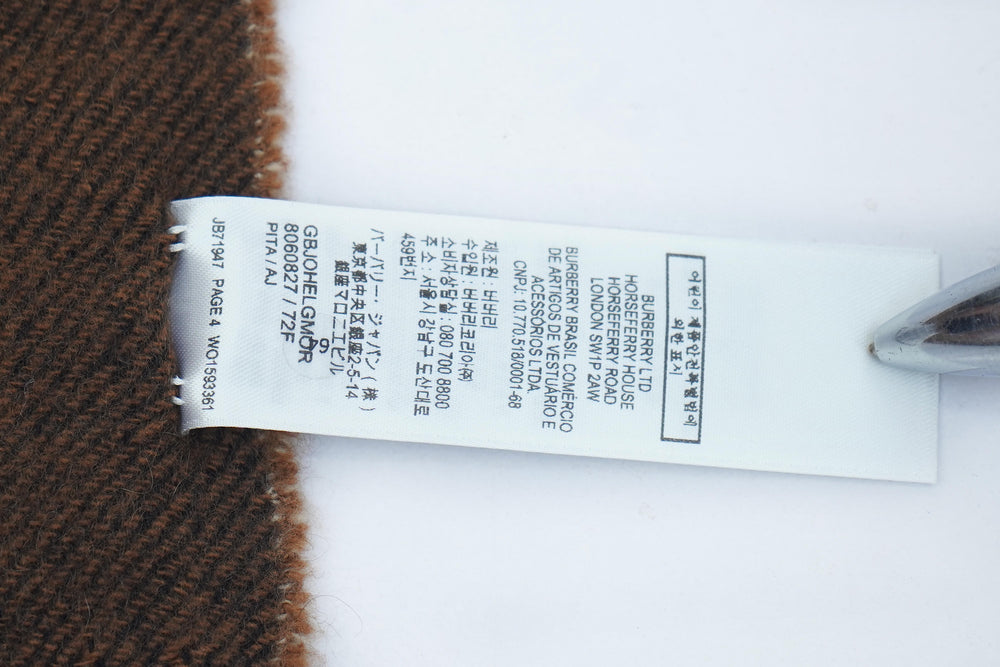 어린이 제품안전특별법에
의한 표시
BURBERRY LTD
HORSEFERRY HOUSE
HORSEFERRY ROAD
LONDON SW1P 2AW
BURBERRY BRASIL COMÉRCIO
DE ARTIGOS DE VESTUÁRIO E
ACESSORIOS LTDA.
CNPJ: 10.770.518/0001-68
제조원 : 버버리
수입원 : 버버리코리아㈜
소비자상담실 : 080 700 8800
주소 : 서울시 강남구 도산대로
459번지
バーバリー・ジャパン(株)
東京都中央区銀座2-5-14
銀座マロニエビル
9
GBJOHELGMOR
8060827 / 72F
PITA / AJ
JB71947 PAGE 4 WO1593361